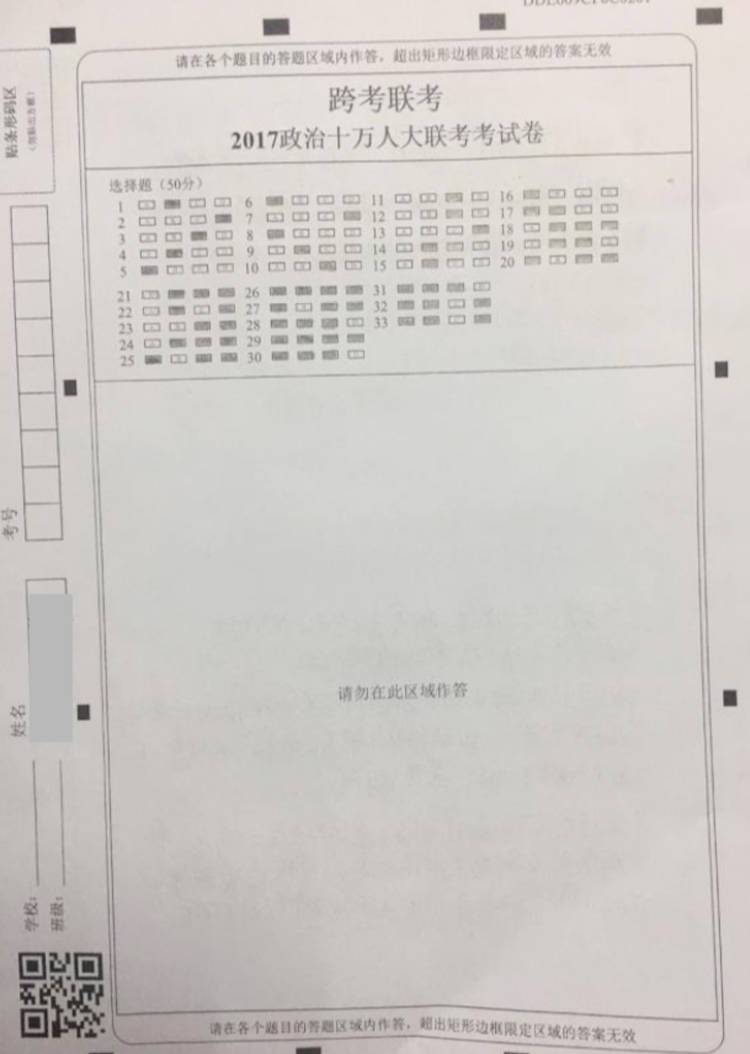 请在各个题目的答题区域内作答，超出矩形边框限定区域的答案无效
跨考联考
2017政治十万人大联考考试卷
选择题（50分）
1 6 11 16
2 7 12 17
3 8 13 18
4 9 14 19
5 10 15 20
21 26 31
22 27 32
23 28 33
24 29
25 30
请勿在此区域作答
请在各个题目的答题区域内作答，超出矩形边框限定区域的答案无效
贴条形码区
考号
姓名
学校：
班级：